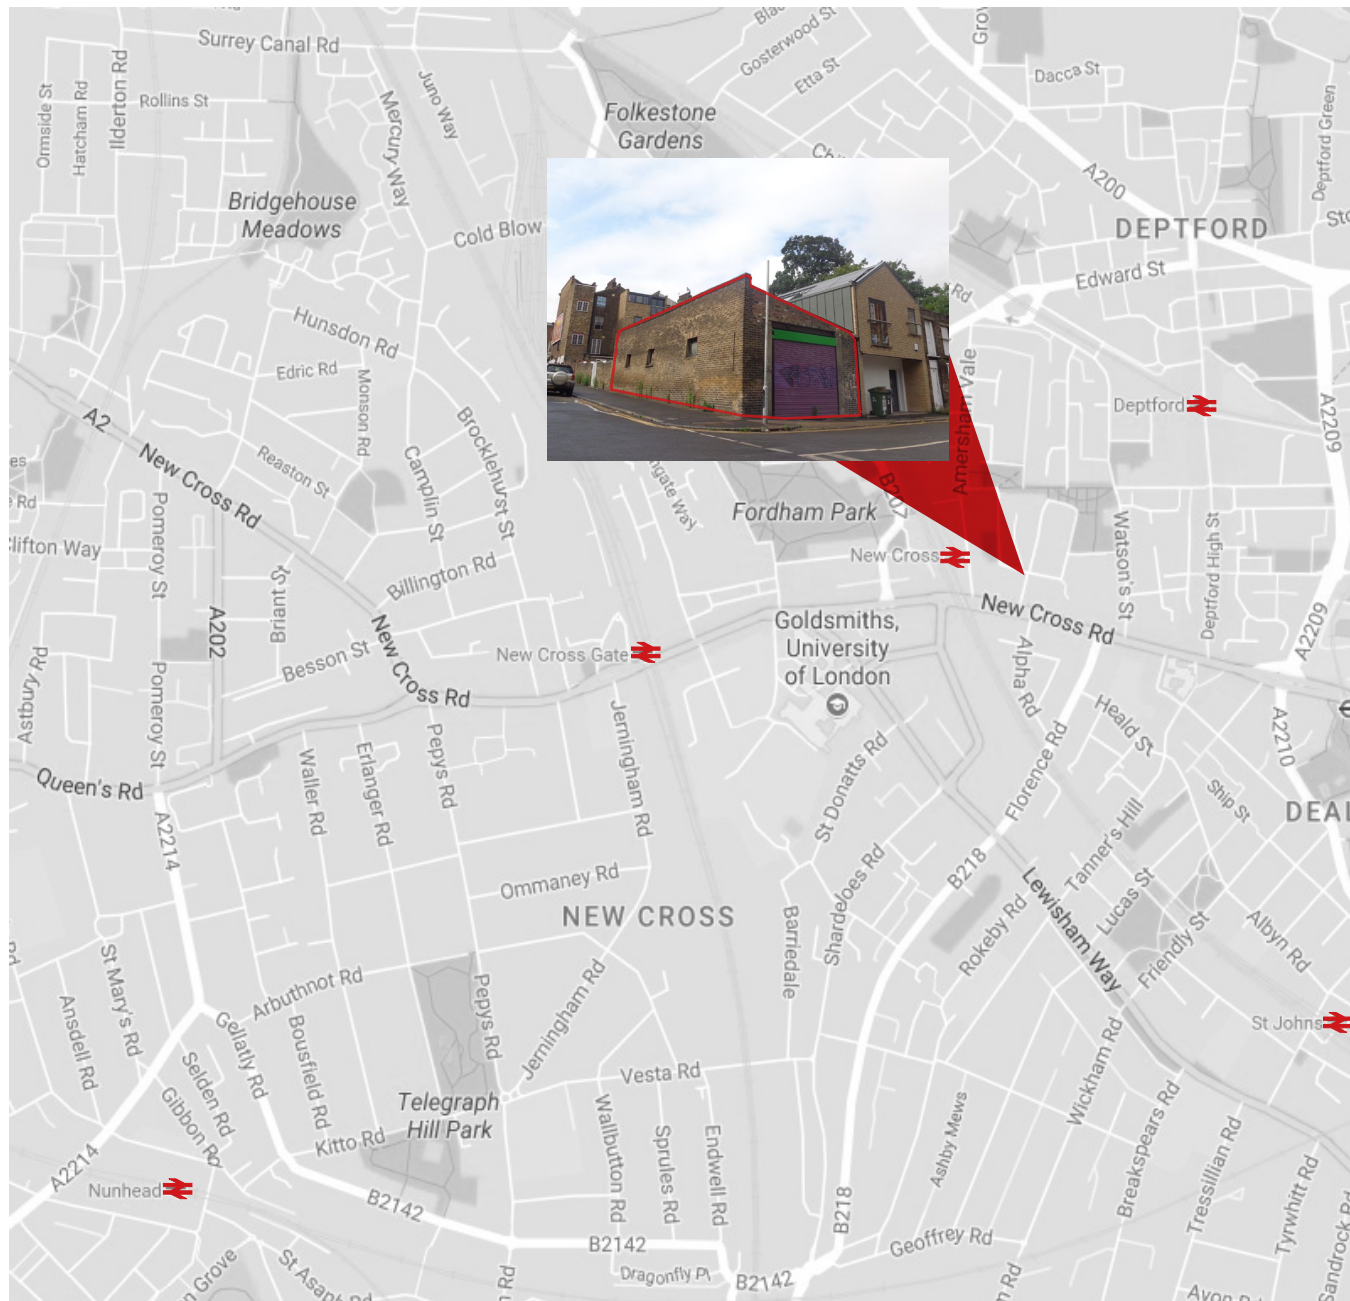 Surrey Canal Rd
Ormside St
Hatcham Rd
Ilderton Rd
Rollins St
Juno Way
Mercury Way
Folkestone
Gardens
Gosterwood St
Etta St
Dacca St
Deptford Green
A200
DEPTFORD
Bridgehouse
Meadows
Cold Blow
Edward St
Rd
Hunsdon Rd
Edric Rd
Monson Rd
Amersham Vale
Deptford
A2209
A2
New Cross Rd
Reaston St
Camplin St
Brocklehurst St
Fordham Park
Watson's St
Deptford High St
Rd
Clifton Way
Pomeroy St
Billington Rd
Briant St
New Cross
New Cross Rd
A202
Besson St
New Cross Rd
New Cross Gate
Goldsmiths,
University
of London
Alpha Rd
A2209
Astbury Rd
Pomeroy St
Queen's Rd
Waller Rd
Erlanger Rd
Pepys Rd
Jerningham Rd
St Donatts Rd
Florence Rd
Heald St
A2210
Ship St
A2214
Ommaney Rd
NEW CROSS
Shardeloes Rd
Barriedale
B218
Tanner's Hill
Lucas St
Lewisham Way
Rokeby Rd
Friendly St
Albyn Rd
St Johns
St Mary's Rd
Ansdell Rd
Arbuthnot Rd
Gellatly Rd
Bousfield Rd
Pepys Rd
Jerningham Rd
Vesta Rd
Selden Rd
Gibbon Rd
Telegraph
Hill Park
Kitto Rd
Wallbutton Rd
Sprules Rd
Endwell Rd
Ashby Mews
Wickham Rd
Breakspears Rd
Tressillian Rd
Tyrwhitt Rd
A2214
Nunhead
B2142
B218
B2142
Geoffrey Rd
Dragonfly Pl
B2142